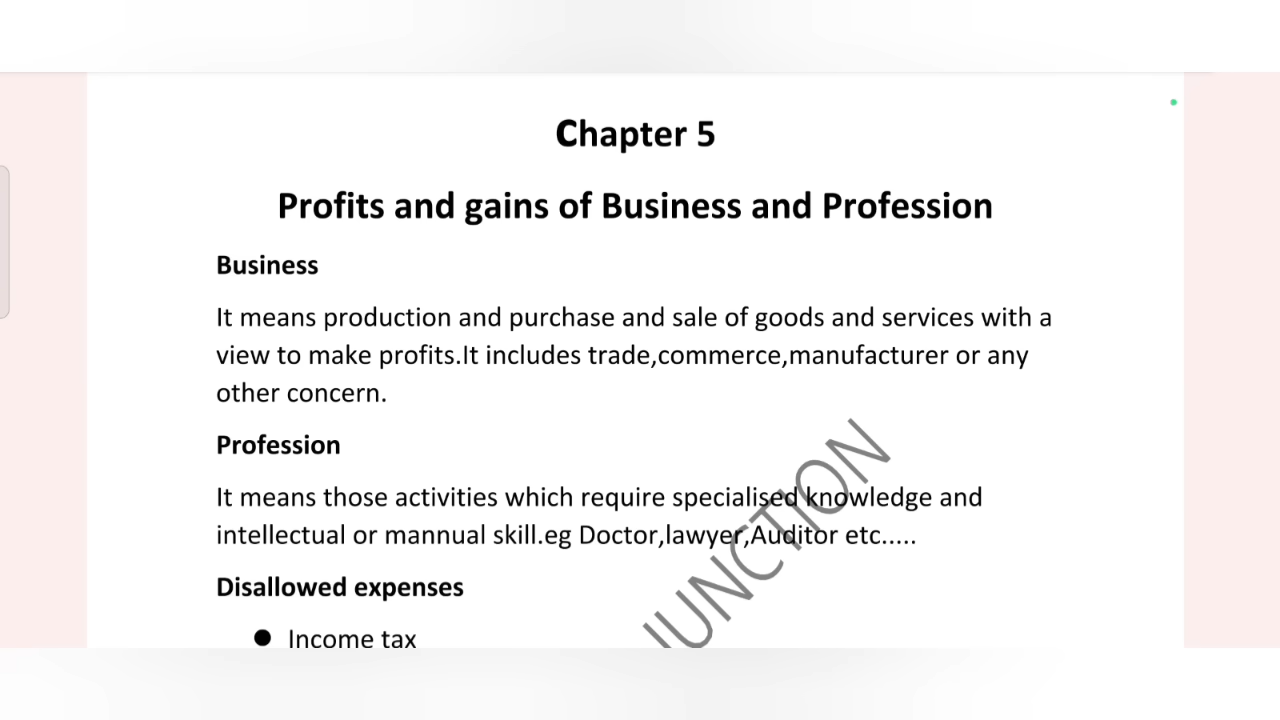 Chapter 5
Profits and gains of Business and Profession
Business
It means production and purchase and sale of goods and services with a
view to make profits.It includes trade,commerce,manufacturer or any
other concern.
Profession
It means those activities which require specialised knowledge and
intellectual or mannual skill.eg Doctor,lawyer,Auditor etc.....
Disallowed expenses
● Income tax
JUNCTION